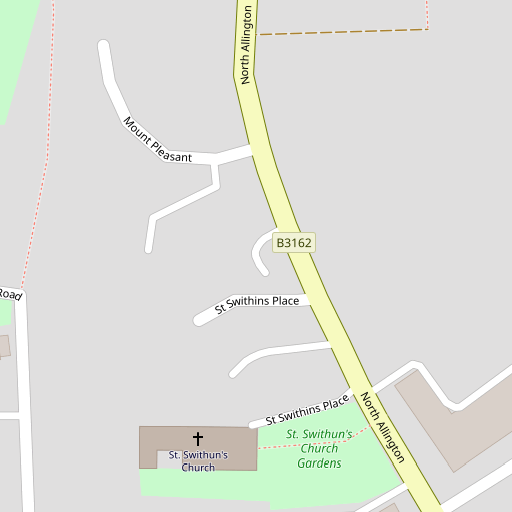 North Allington
Mount Pleasant
B3162
Road
St Swithins Place
St Swithins Place
North Allington
St. Swithun's
Church
Gardens
St. Swithun's
Church